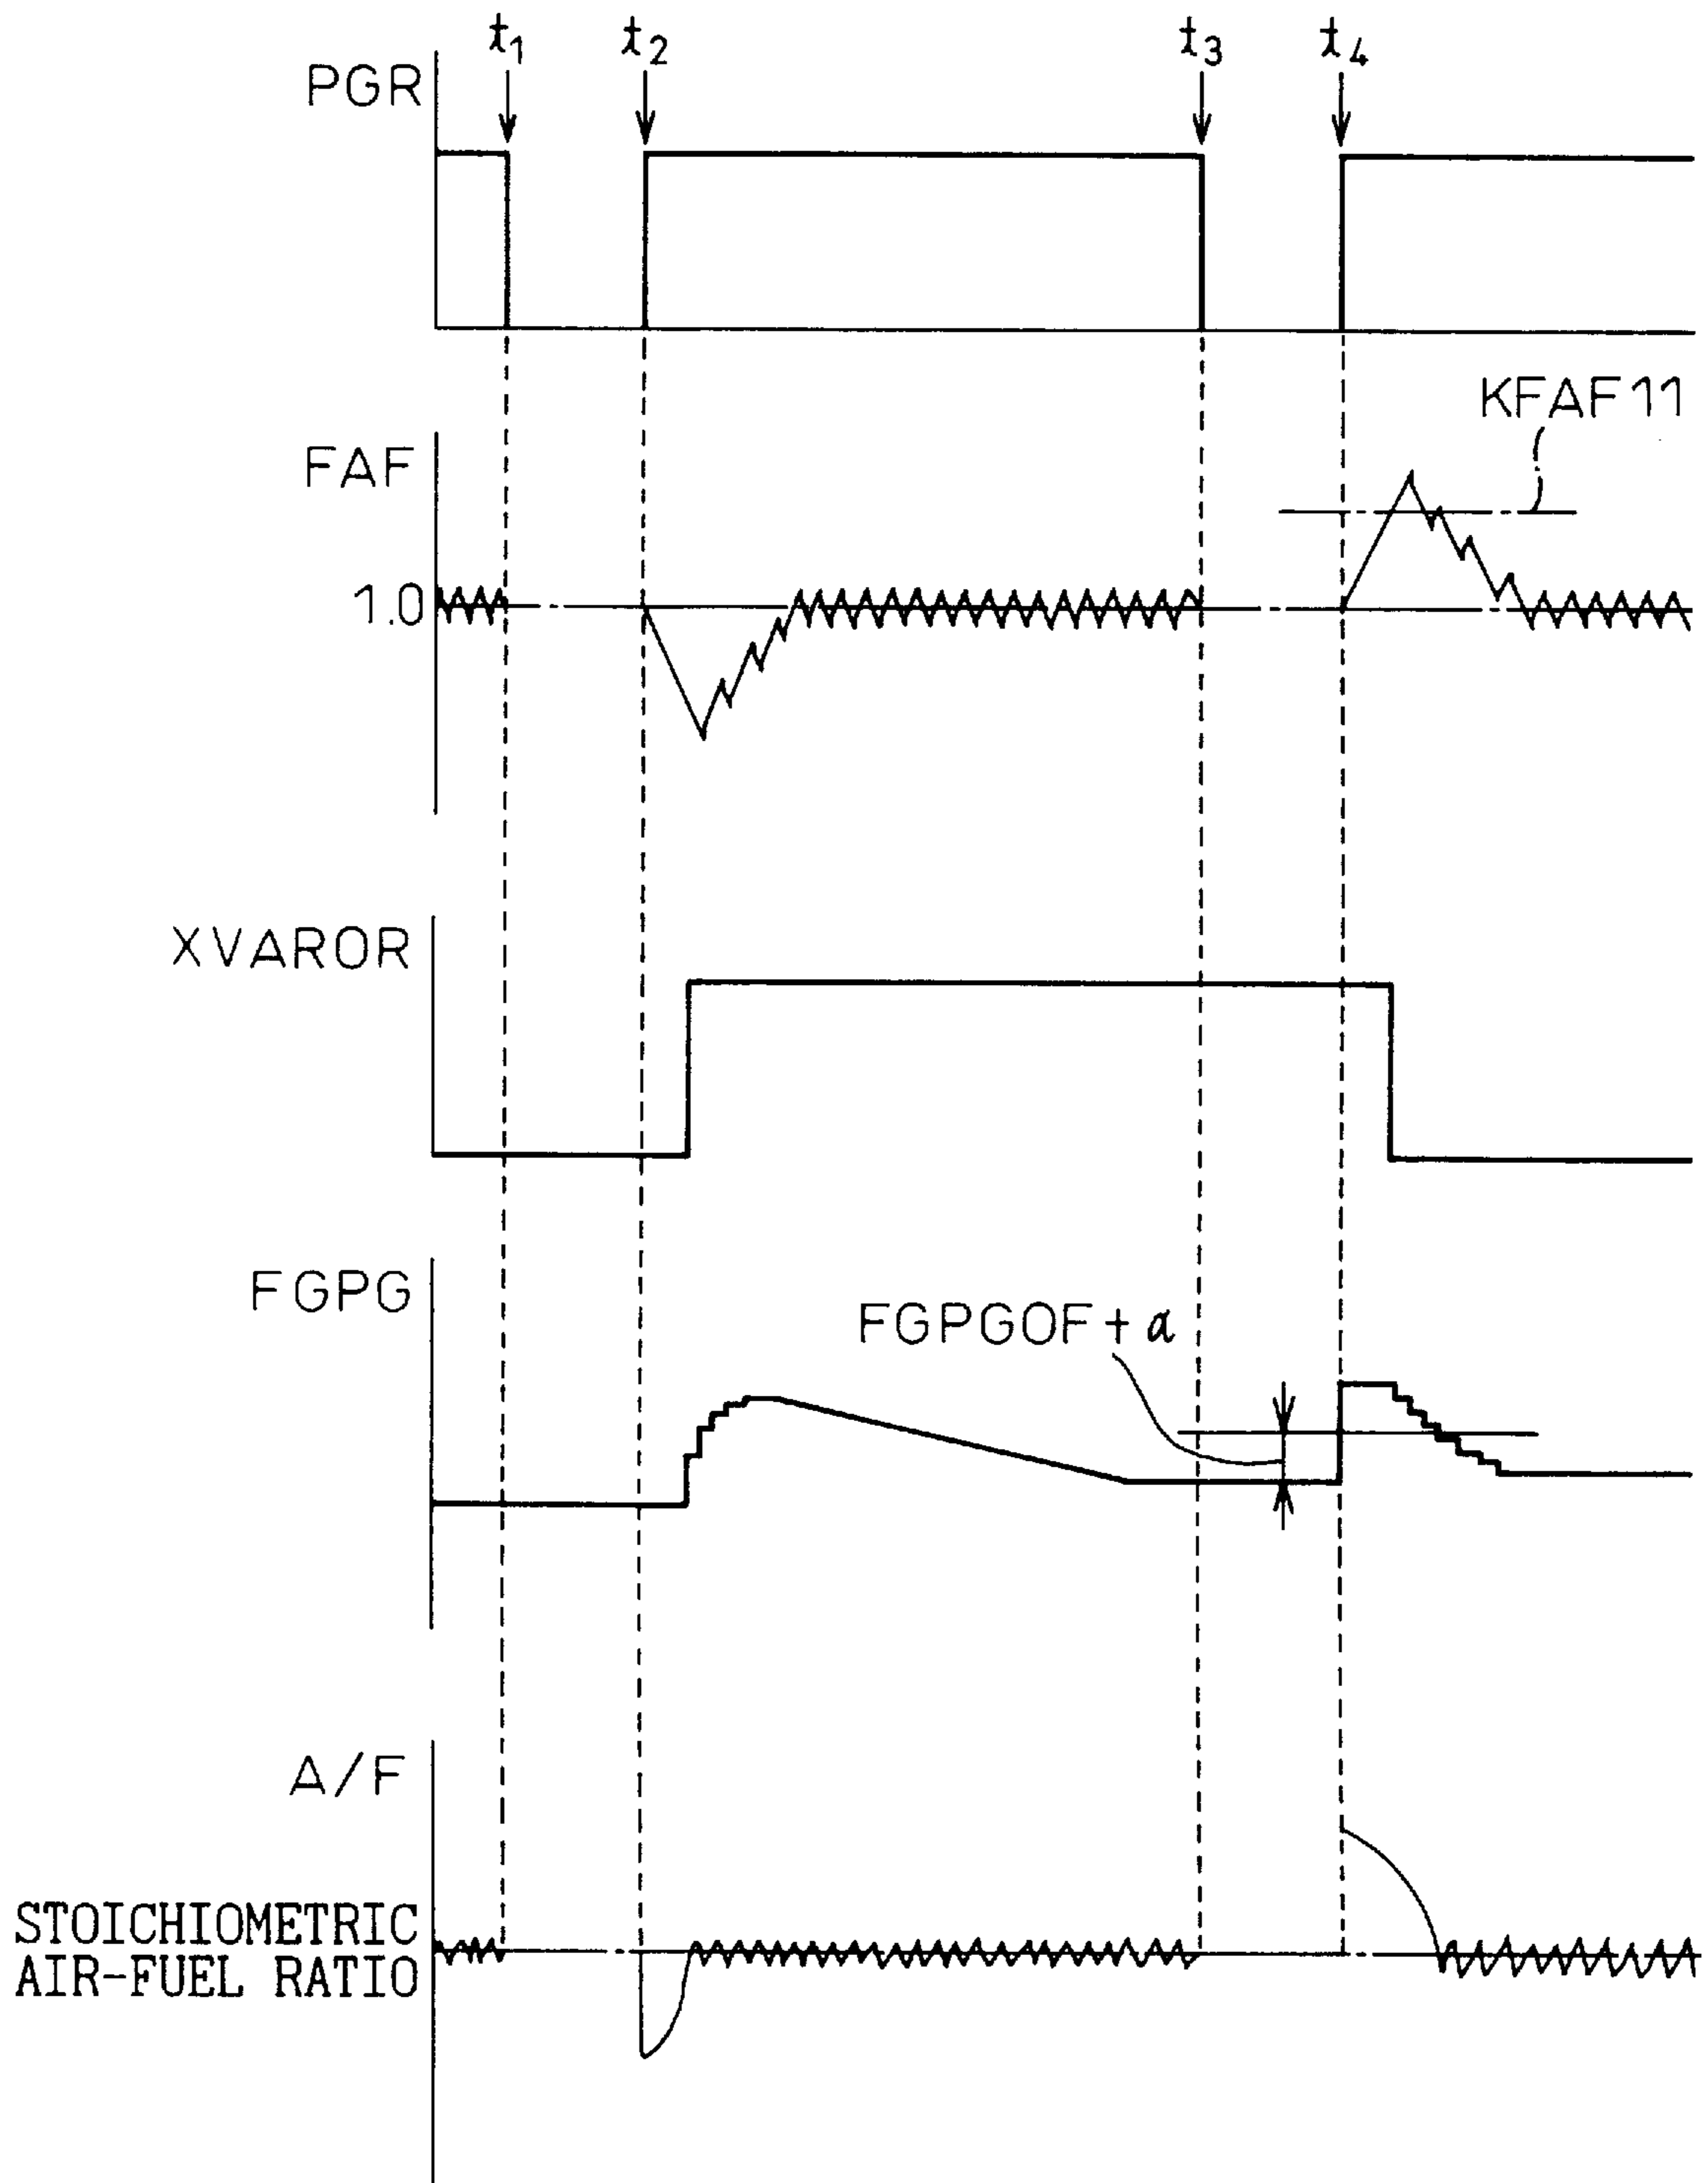 t1 t2 t3 t4
PGR
KFAF11
FAF
1.0
XVAROR
FGPG
FGPGOF+α
A/F
STOICHIOMETRIC
AIR-FUEL RATIO